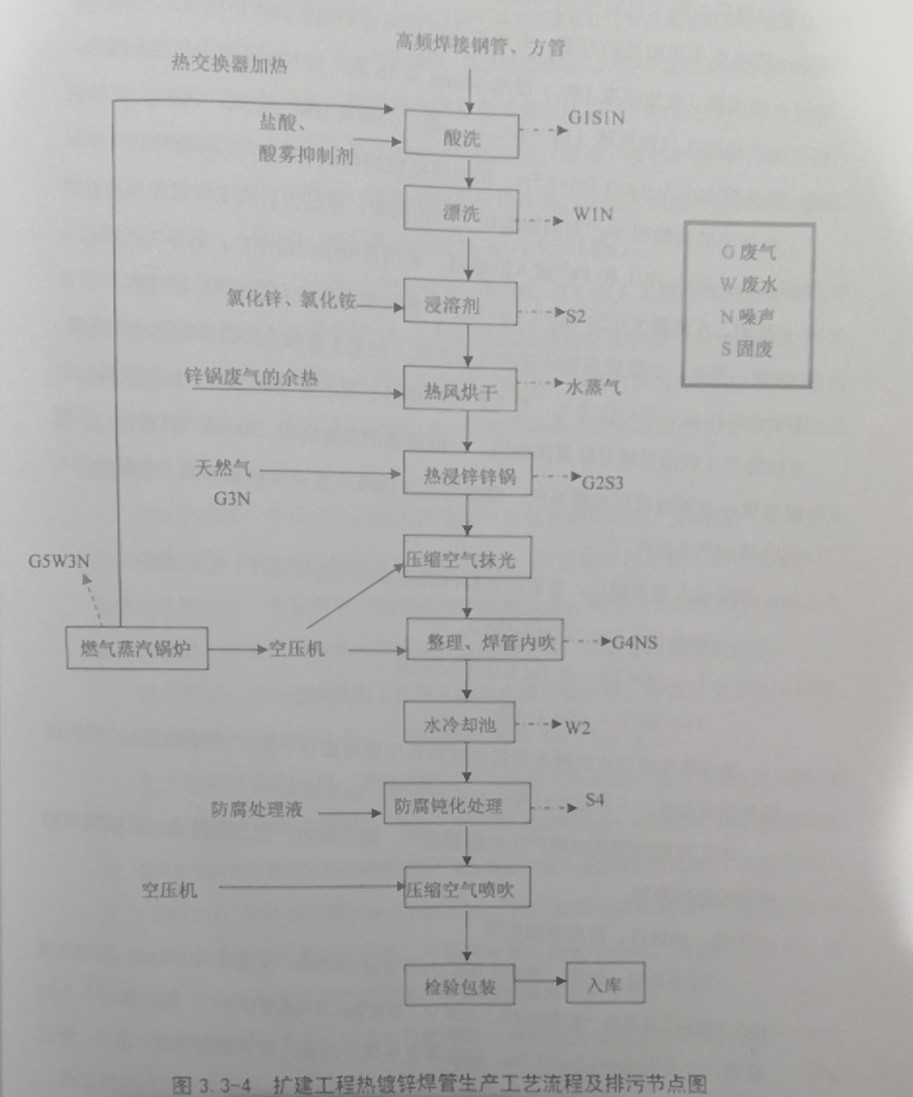 高频焊接钢管、方管
热交换器加热
盐酸、
酸雾抑制剂
酸洗
G1S1N
漂洗
W1N
G 废气
W 废水
N 噪声
S 固废
氯化锌、氯化铵
浸溶剂
S2
锌锅废气的余热
热风烘干
水蒸气
天然气
G3N
热浸锌锌锅
G2S3
压缩空气抹光
G5W3N
燃气蒸汽锅炉
空压机
整理、焊管内吹
G4NS
水冷却池
W2
防腐处理液
防腐钝化处理
S4
空压机
压缩空气喷吹
检验包装
入库
图 3.3-4 扩建工程热镀锌焊管生产工艺流程及排污节点图